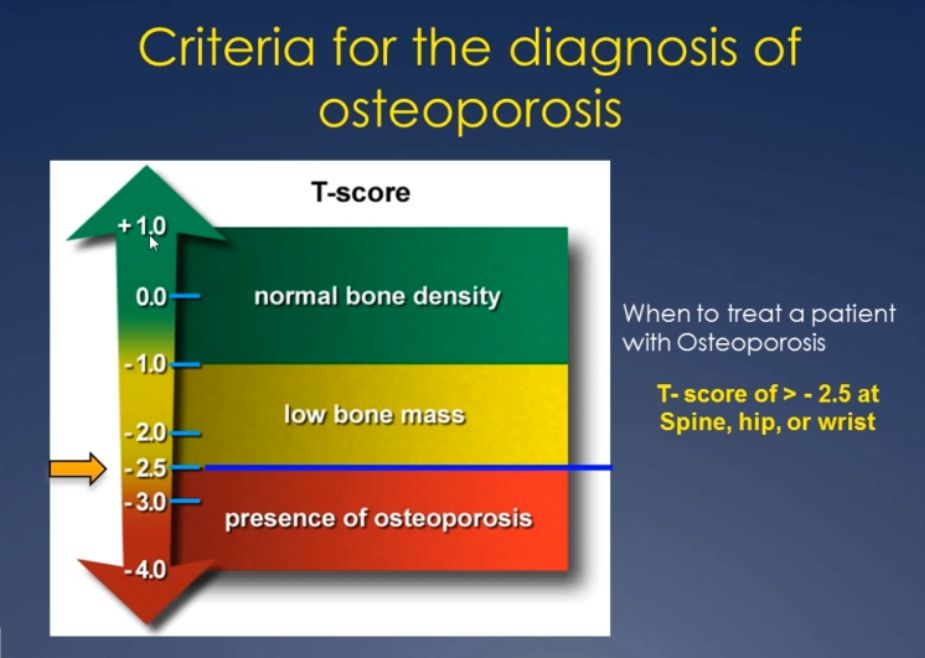 Criteria for the diagnosis of
osteoporosis
T-score
+ 1.0
0.0
normal bone density
- 1.0
low bone mass
- 2.0
- 2.5
- 3.0
presence of osteoporosis
- 4.0
When to treat a patient
with Osteoporosis
T- score of > - 2.5 at
Spine, hip, or wrist